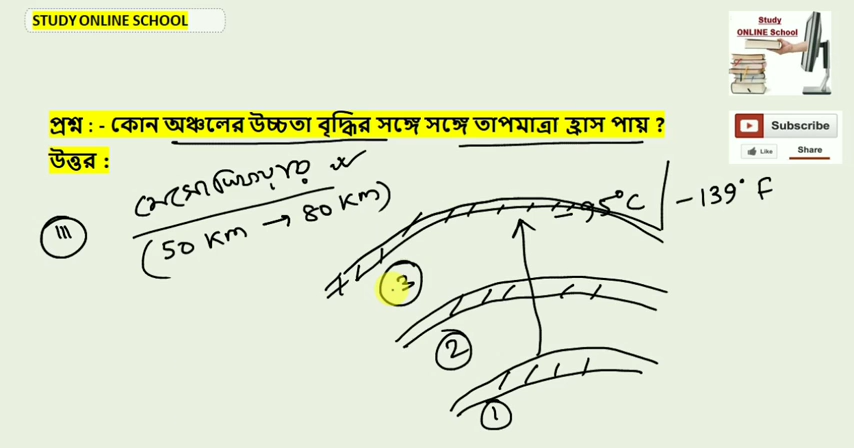 STUDY ONLINE SCHOOL
Study
ONLINE School
Subscribe
Like
Share
প্রশ্ন : - কোন অঞ্চলের উচ্চতা বৃদ্ধির সঙ্গে সঙ্গে তাপমাত্রা হ্রাস পায় ?
উত্তর :
III
(50 KM → 80 KM)
-95°C
-139° F
3
2
1